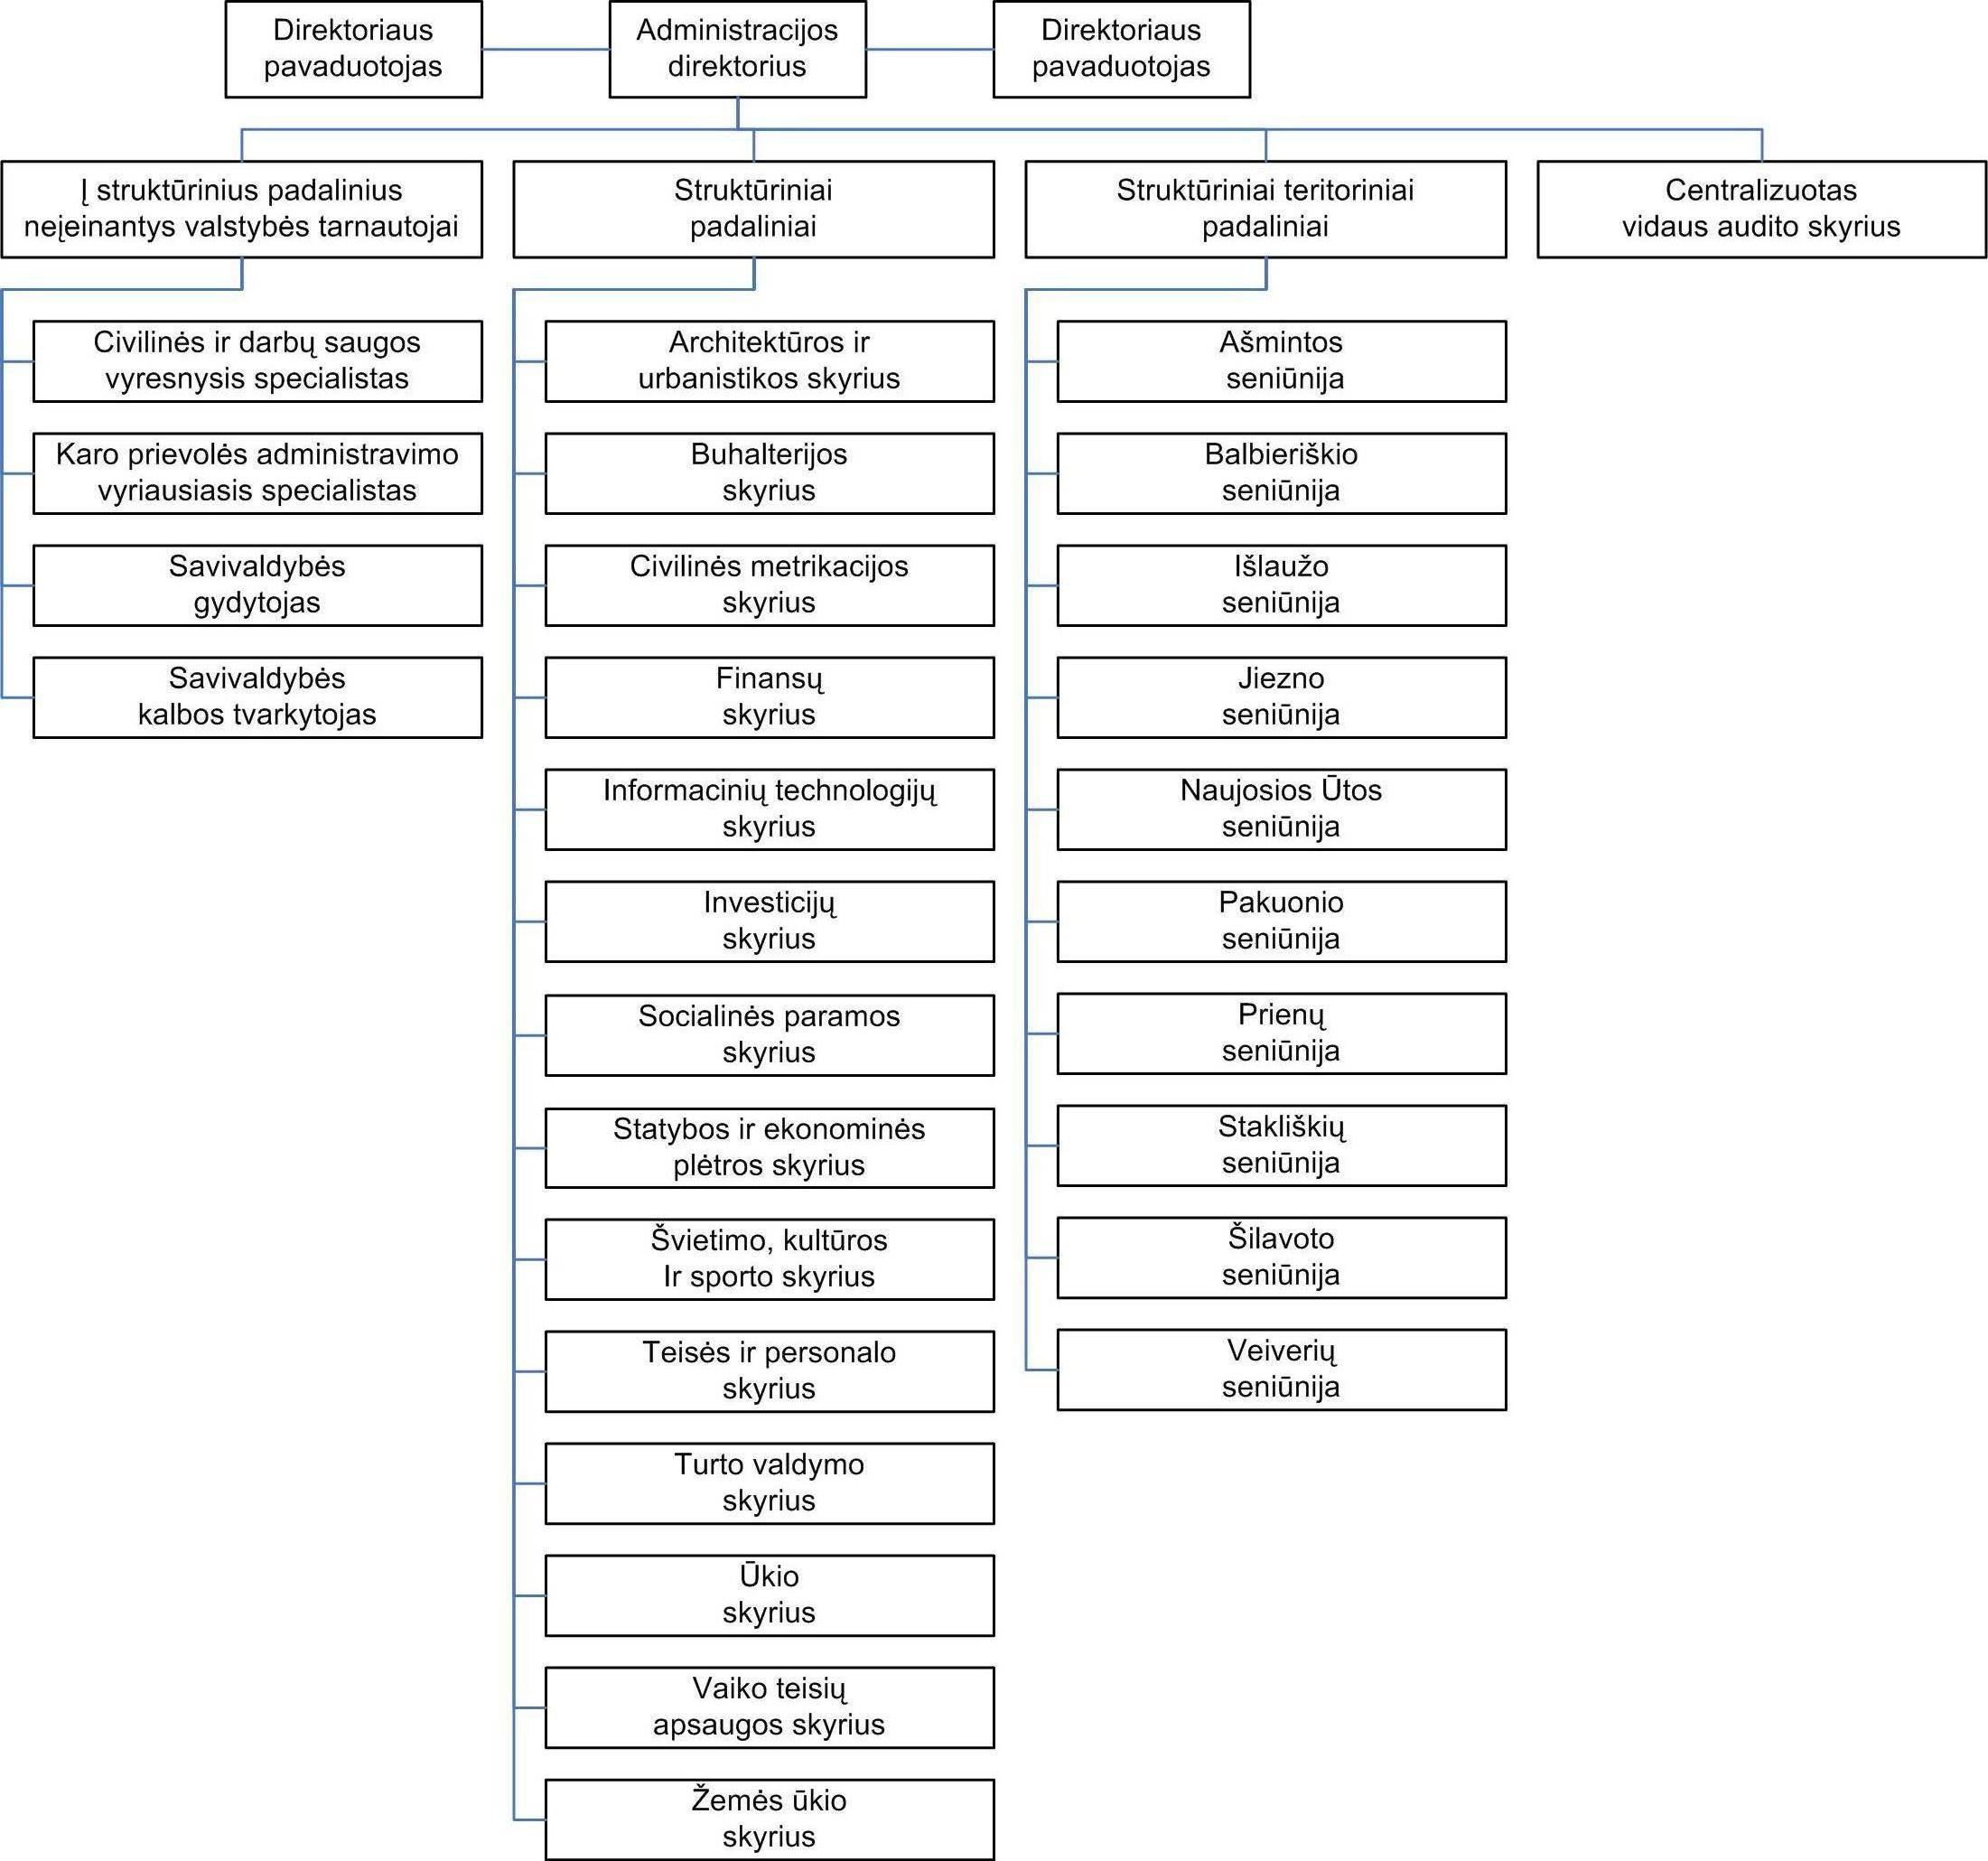 Direktoriaus
pavaduotojas
Administracijos
direktorius
Direktoriaus
pavaduotojas
Į struktūrinius padalinius
neįeinantys valstybės tarnautojai
Struktūriniai
padaliniai
Struktūriniai teritoriniai
padaliniai
Centralizuotas
vidaus audito skyrius
Civilinės ir darbų saugos
vyresnysis specialistas
Karo prievolės administravimo
vyriausiasis specialistas
Savivaldybės
gydytojas
Savivaldybės
kalbos tvarkytojas
Architektūros ir
urbanistikos skyrius
Buhalterijos
skyrius
Civilinės metrikacijos
skyrius
Finansų
skyrius
Informacinių technologijų
skyrius
Investicijų
skyrius
Socialinės paramos
skyrius
Statybos ir ekonominės
plėtros skyrius
Švietimo, kultūros
Ir sporto skyrius
Teisės ir personalo
skyrius
Turto valdymo
skyrius
Ūkio
skyrius
Vaiko teisių
apsaugos skyrius
Žemės ūkio
skyrius
Ašmintos
seniūnija
Balbieriškio
seniūnija
Išlaužo
seniūnija
Jiezno
seniūnija
Naujosios Ūtos
seniūnija
Pakuonio
seniūnija
Prienų
seniūnija
Stakliškių
seniūnija
Šilavoto
seniūnija
Veiverių
seniūnija